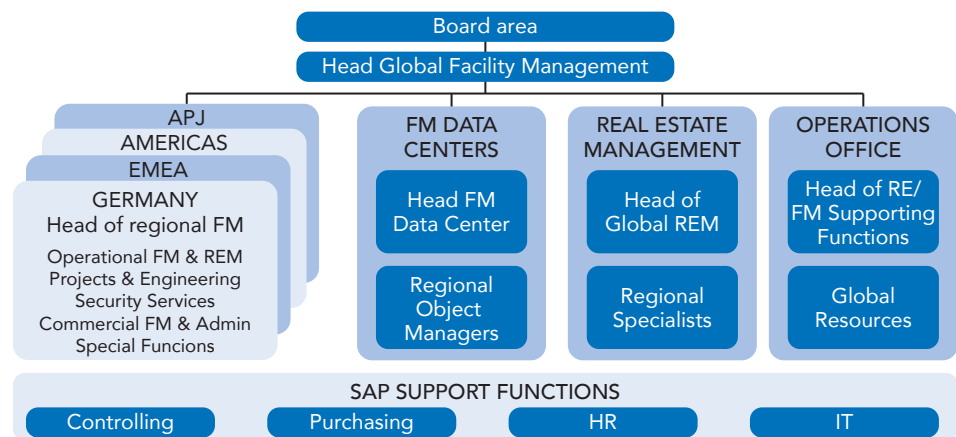 Board area
Head Global Facility Management
APJ
AMERICAS
EMEA
GERMANY
Head of regional FM
Operational FM & REM
Projects & Engineering
Security Services
Commercial FM & Admin
Special Funcions
FM DATA
CENTERS
Head FM
Data Center
Regional
Object
Managers
REAL ESTATE
MANAGEMENT
Head of
Global REM
Regional
Specialists
OPERATIONS
OFFICE
Head of RE/
FM Supporting
Functions
Global
Resources
SAP SUPPORT FUNCTIONS
Controlling
Purchasing
HR
IT